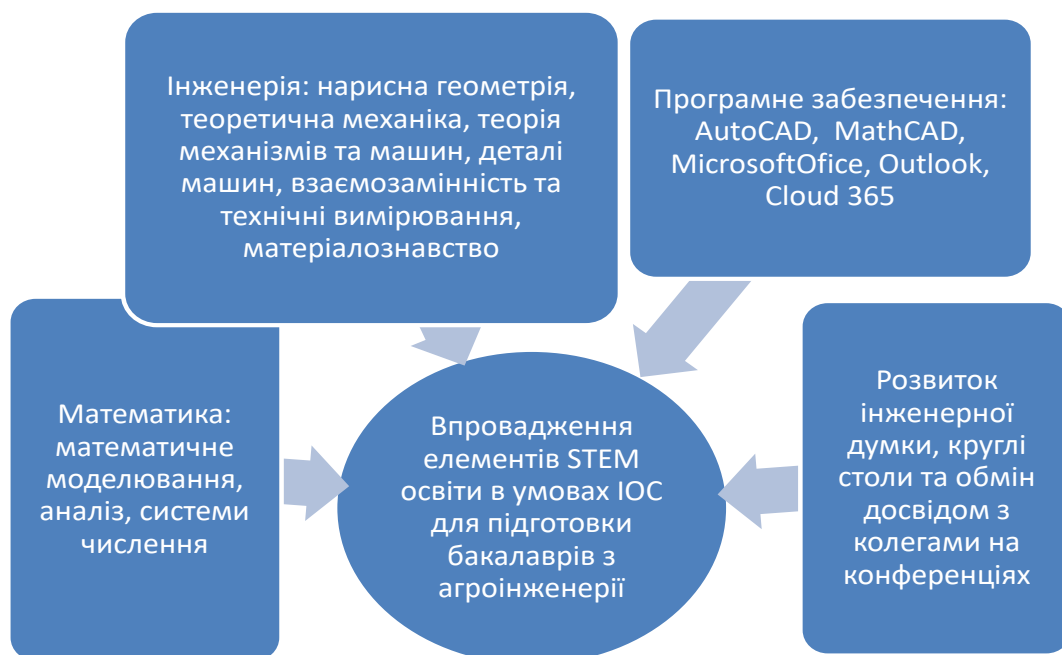 Інженерія: нарисна геометрія,
теоретична механіка, теорія
механізмів та машин, деталі
машин, взаємозамінність та
технічні вимірювання,
матеріалознавство
Програмне забезпечення:
AutoCAD, MathCAD,
MicrosoftOfice, Outlook,
Cloud 365
Математика:
математичне
моделювання,
аналіз, системи
числення
Впровадження
елементів STEM
освіти в умовах ІОС
для підготовки
бакалаврів з
агроінженерії
Розвиток
інженерної
думки, круглі
столи та обмін
досвідом з
колегами на
конференціях